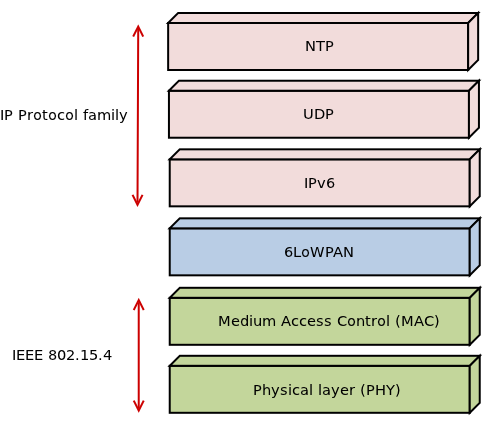 NTP
IP Protocol family
UDP
IPv6
6LoWPAN
Medium Access Control (MAC)
IEEE 802.15.4
Physical layer (PHY)